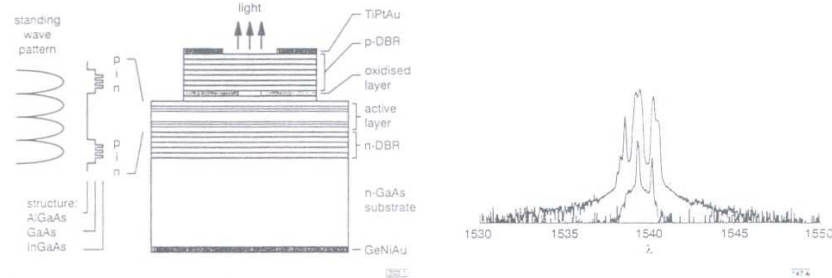 light
TiPtAu
p-DBR
oxidised
layer
active
layer
n-DBR
n-GaAs
substrate
GeNiAu
standing
wave
pattern
p
i
n
p
i
n
structure:
AlGaAs
GaAs
InGaAs
1530
1535
1540
1545
1550
λ